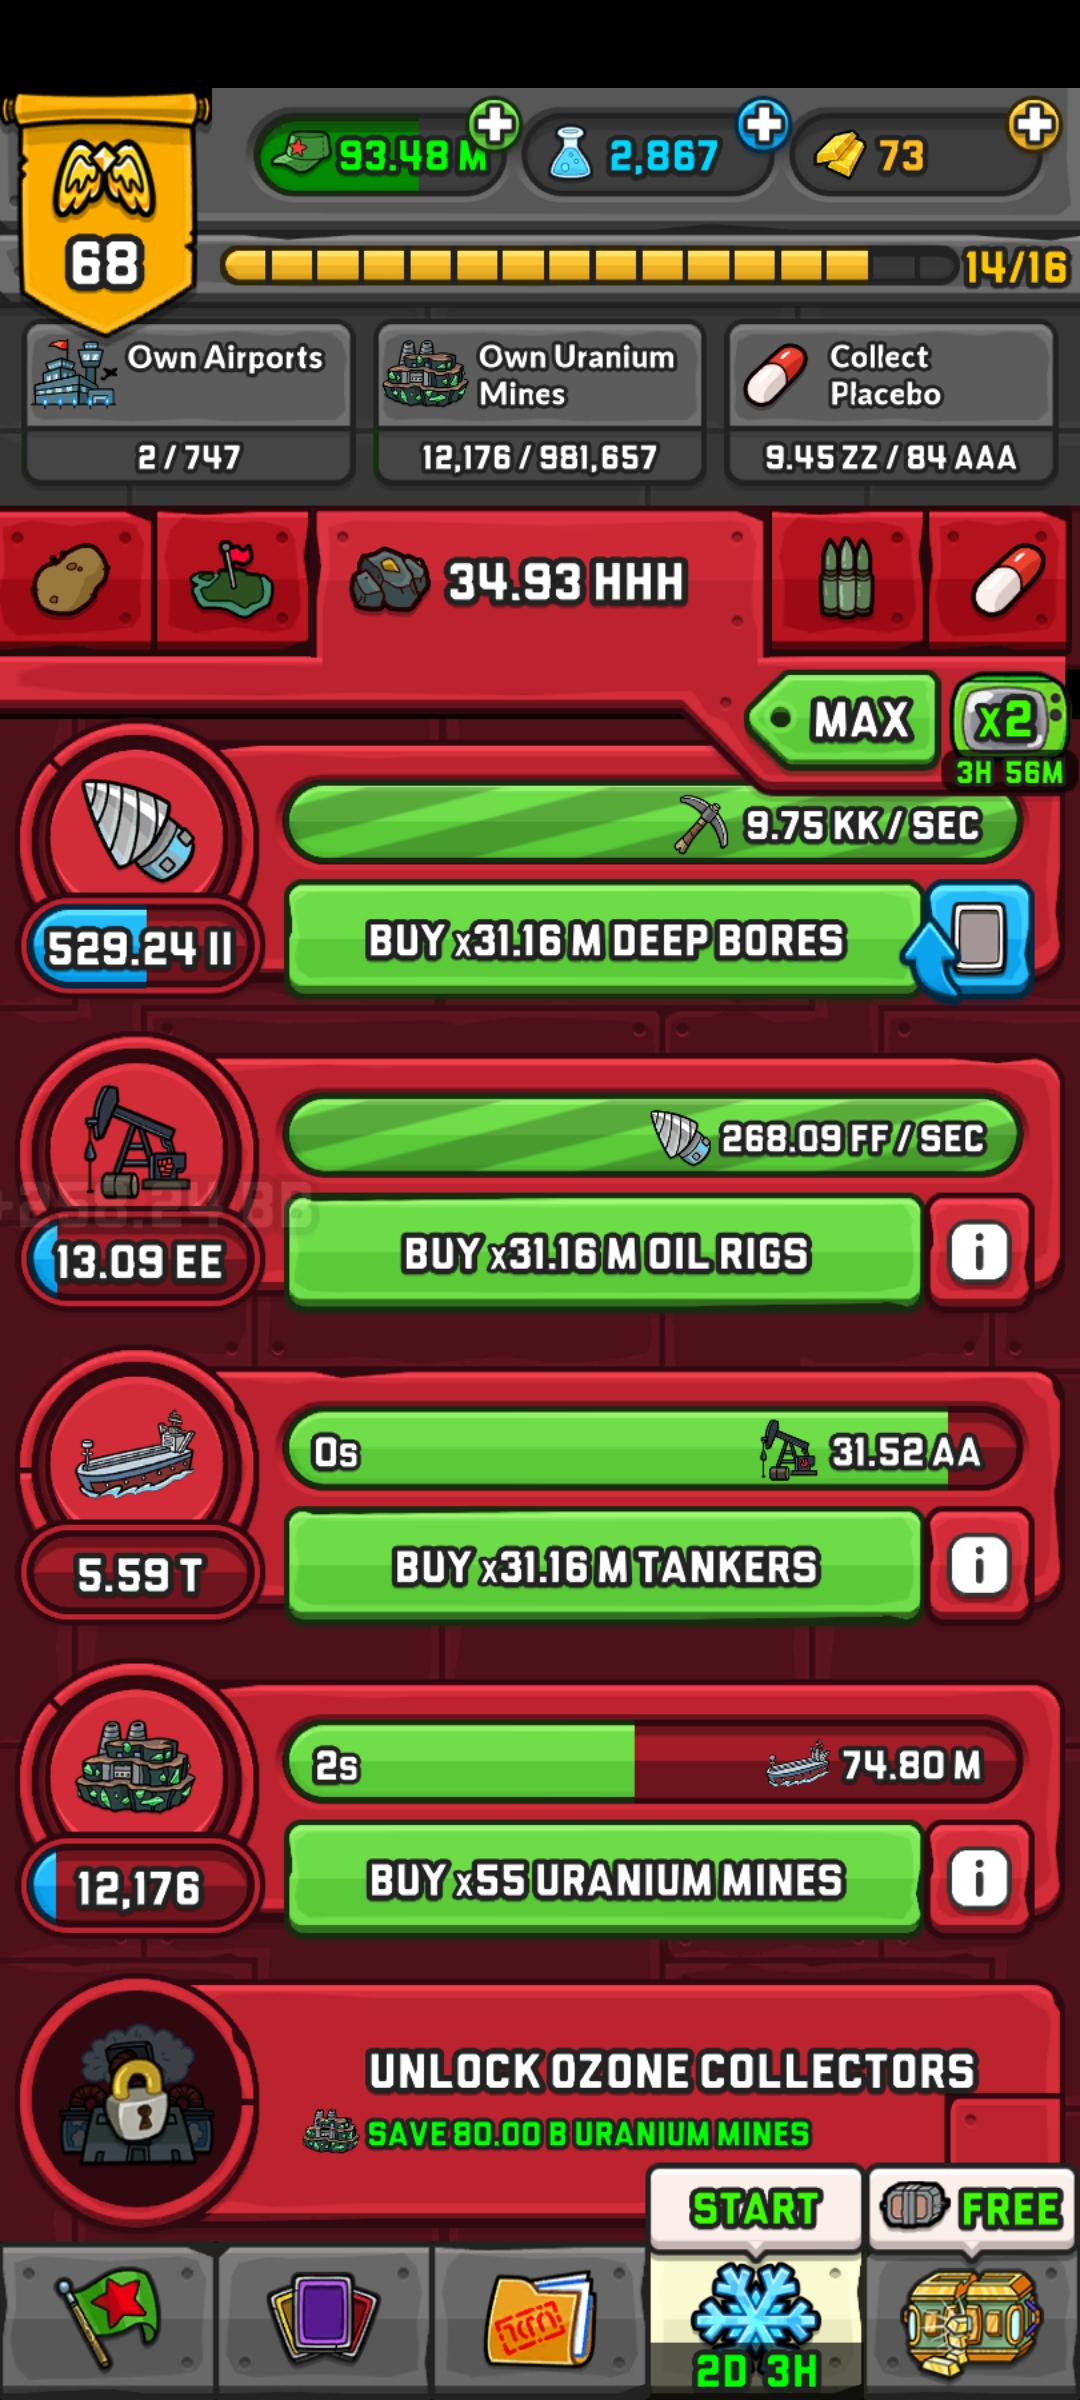 93.48 M
2,867
73
68
14/16
Own Airports
2 / 747
Own Uranium
Mines
12,176 / 981,657
Collect
Placebo
9.45 ZZ / 84 AAA
34.93 HHH
MAX
x2
3H 56M
9.75 KK / SEC
529.24 II
BUY x31.16 M DEEP BORES
268.09 FF / SEC
+258.24 BB
13.09 EE
BUY x31.16 M OIL RIGS
i
0s
31.52 AA
5.59 T
BUY x31.16 M TANKERS
i
2s
74.80 M
12,176
BUY x55 URANIUM MINES
i
UNLOCK OZONE COLLECTORS
SAVE 80.00 B URANIUM MINES
START
FREE
2D 3H